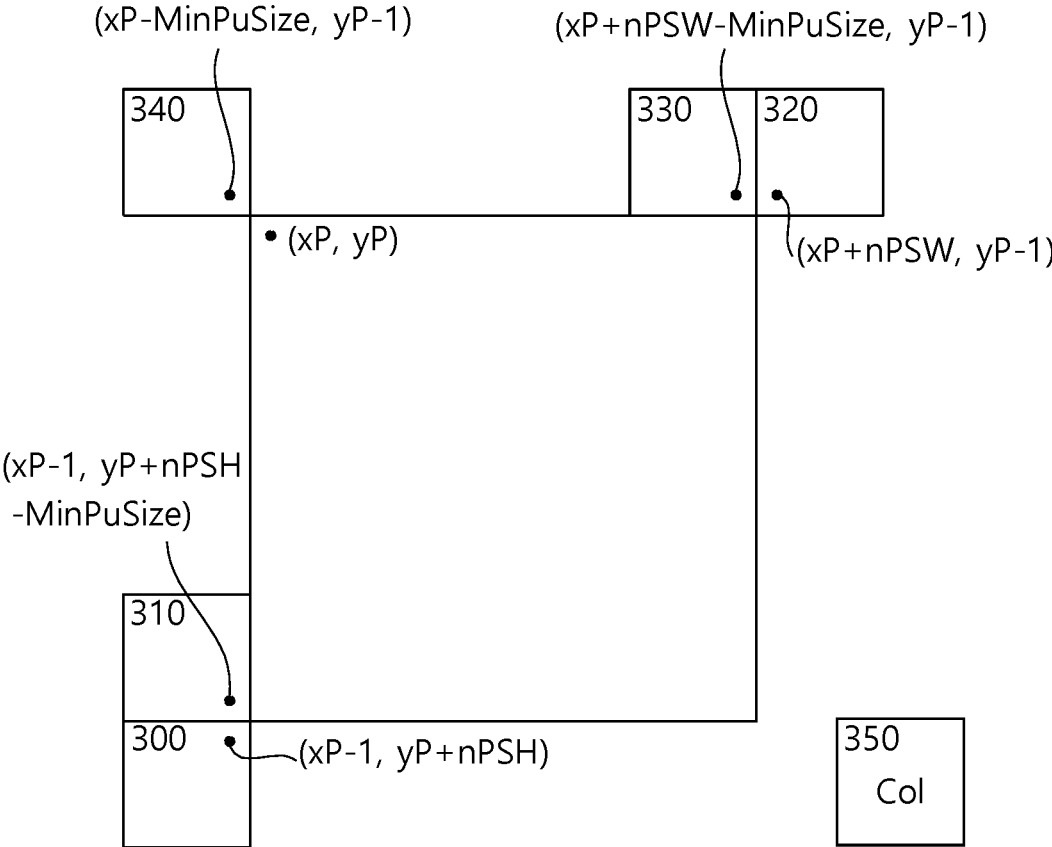 (xP-MinPuSize, yP-1)
(xP+nPSW-MinPuSize, yP-1)
340
330
320
(xP, yP)
(xP+nPSW, yP-1)
(xP-1, yP+nPSH
-MinPuSize)
310
300
(xP-1, yP+nPSH)
350
Col